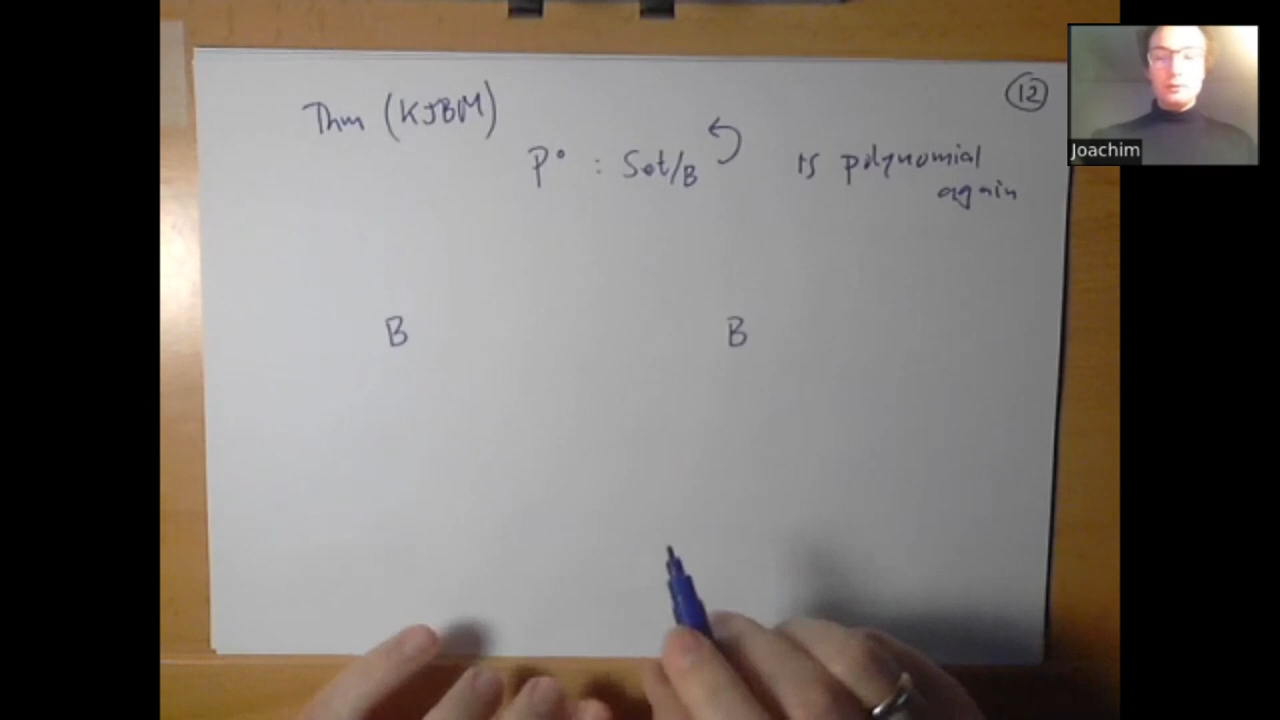 Thm (KJBM)
12
P° : Set/B ↺ is polynomial
again
B B
Joachim